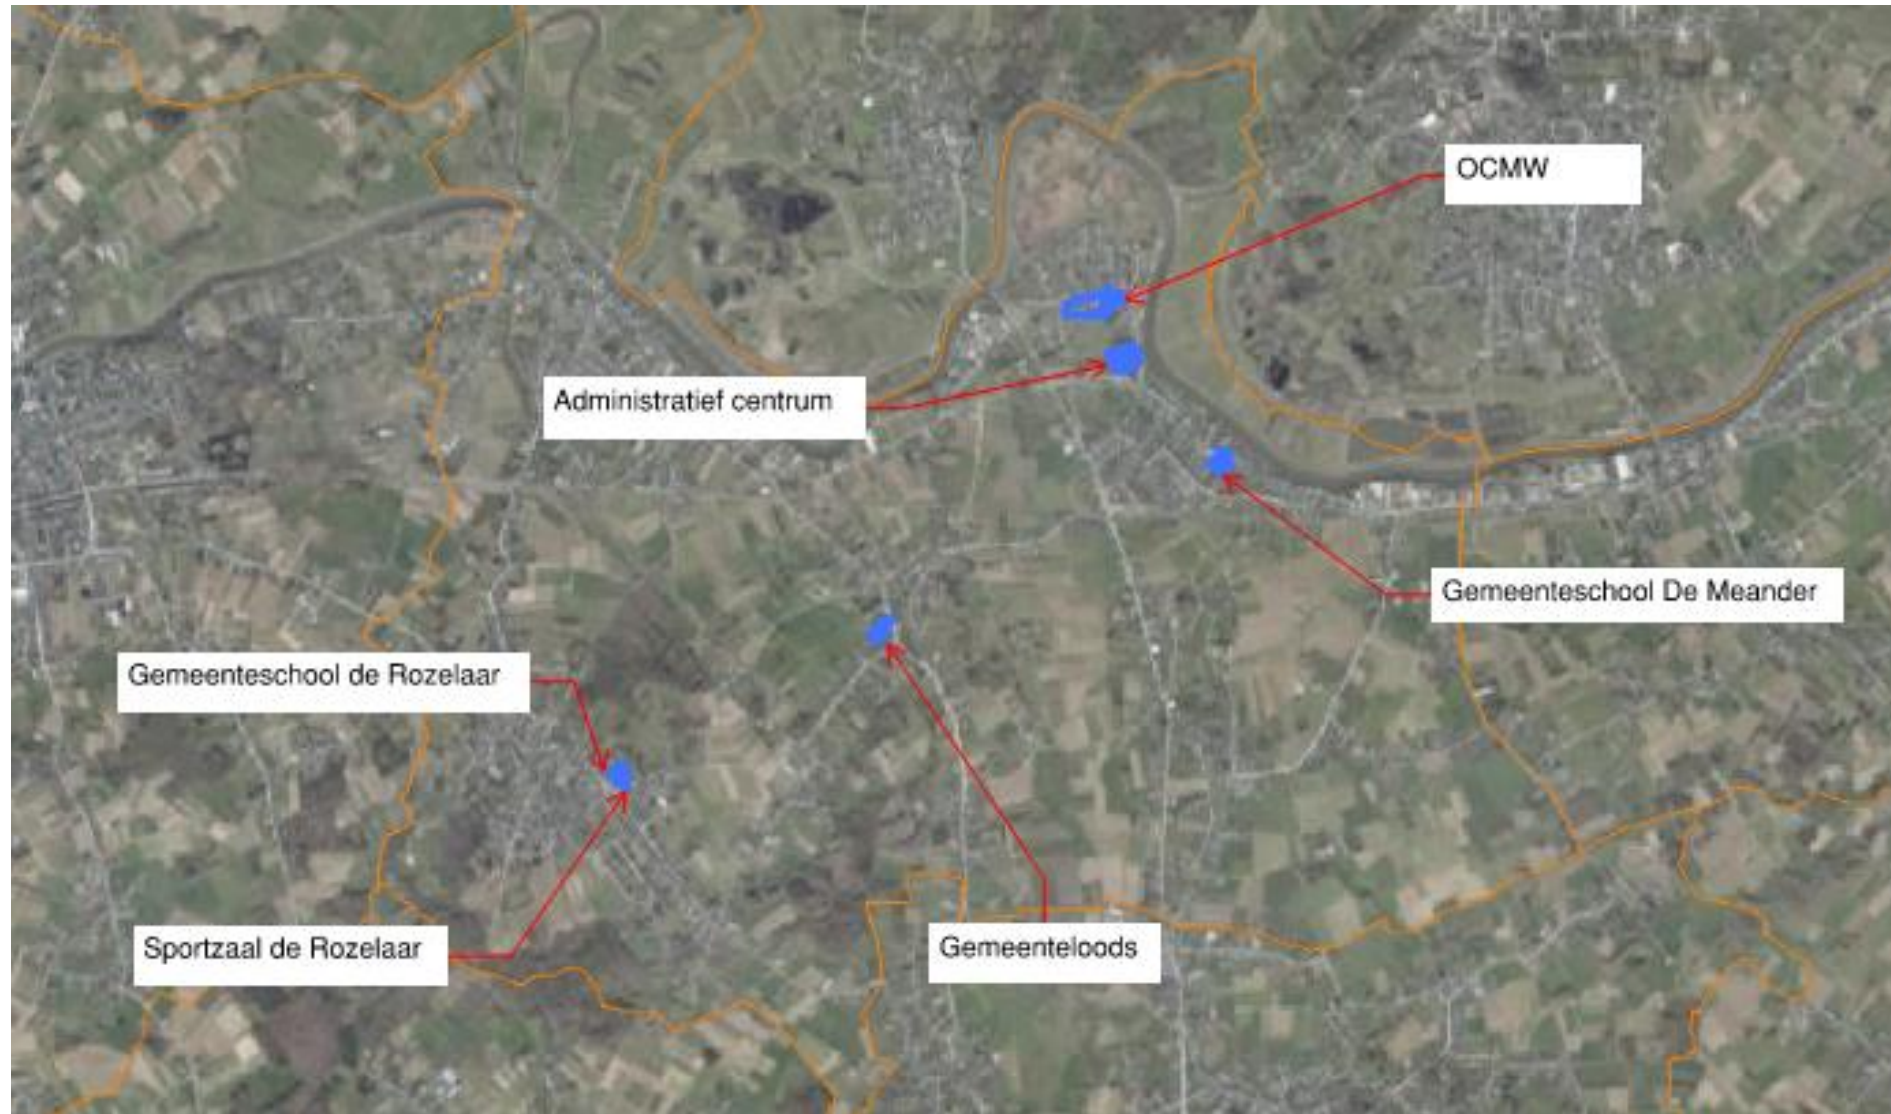 OCMW
Administratief centrum
Gemeenteschool De Meander
Gemeenteschool de Rozelaar
Sportzaal de Rozelaar
Gemeenteloods